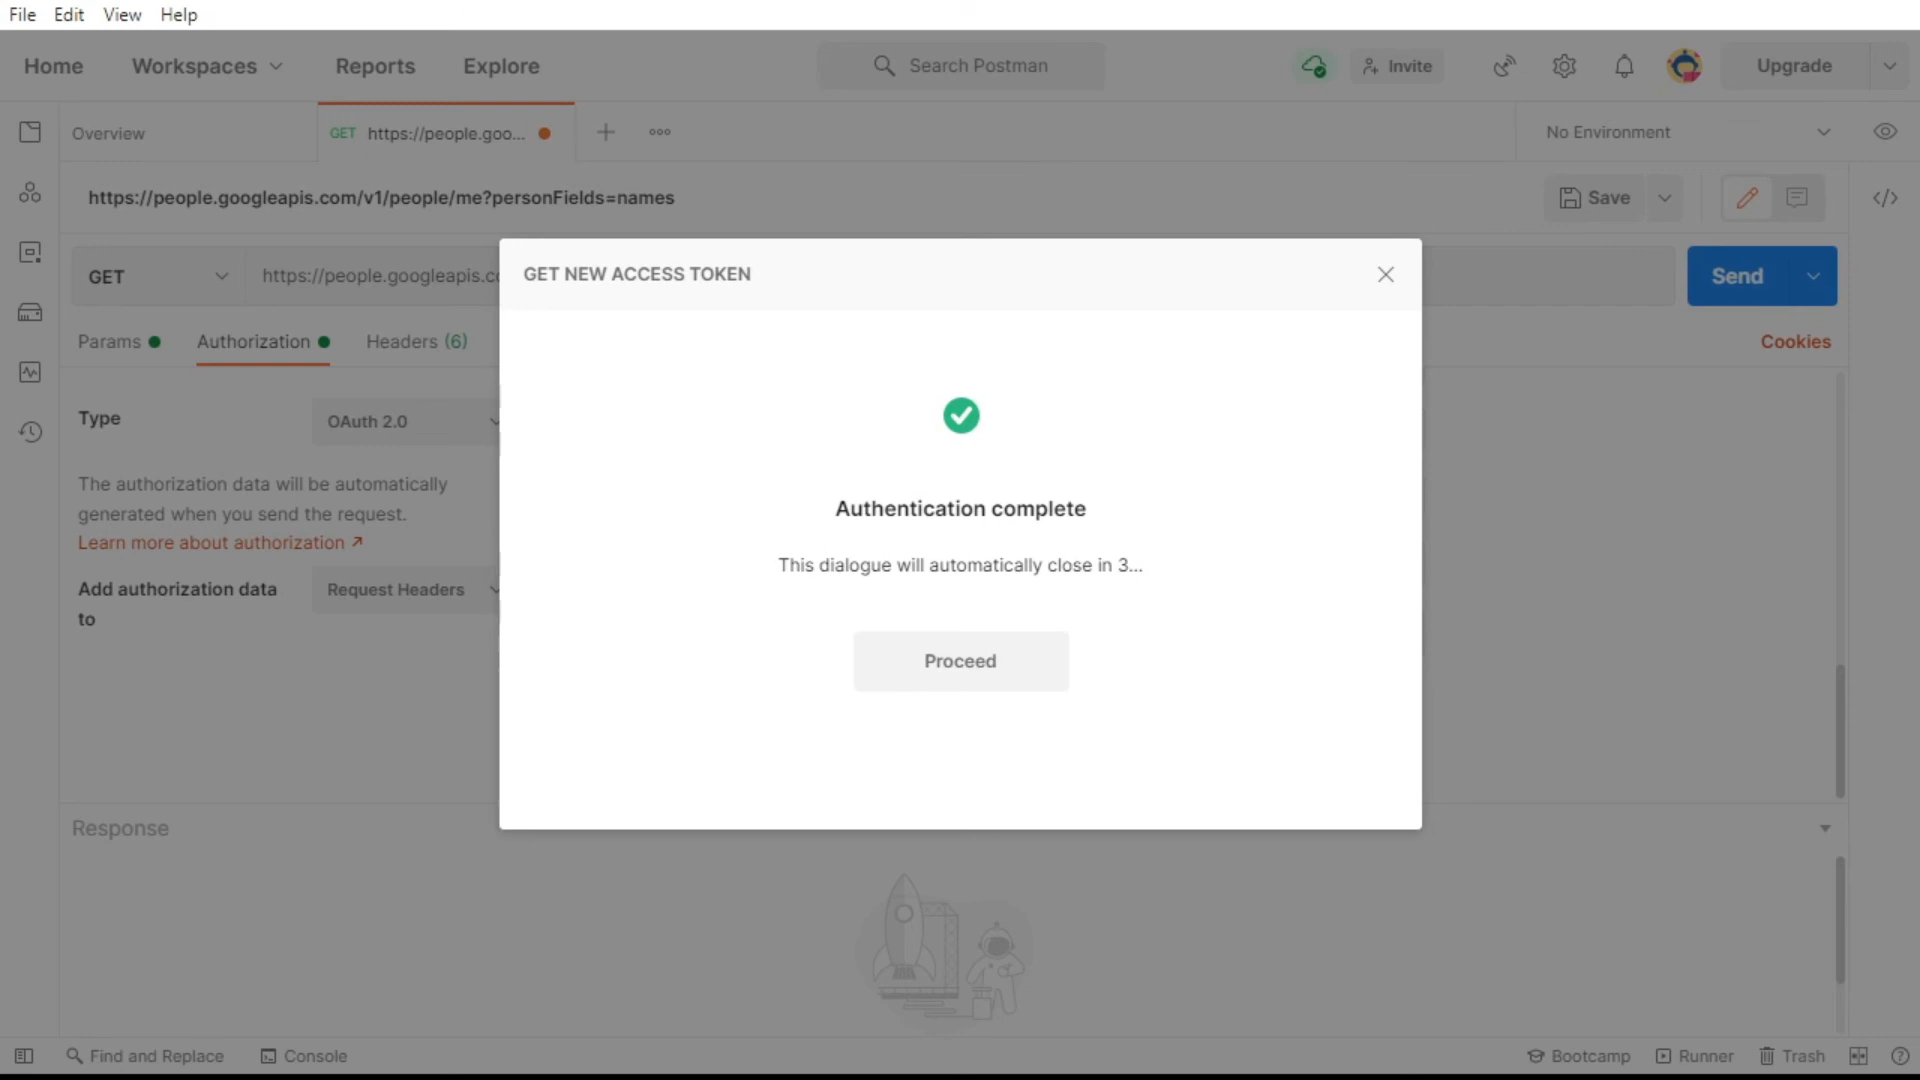 File Edit View Help
Home Workspaces Reports Explore Search Postman Invite Upgrade
Overview GET https://people.goo... No Environment
https://people.googleapis.com/v1/people/me?personFields=names Save
GET https://people.googleapis.co Send
GET NEW ACCESS TOKEN
Params Authorization Headers (6) Cookies
Type OAuth 2.0
The authorization data will be automatically
generated when you send the request.
Learn more about authorization ↗
Add authorization data
to
Request Headers
Authentication complete
This dialogue will automatically close in 3...
Proceed
Response
Find and Replace Console Bootcamp Runner Trash